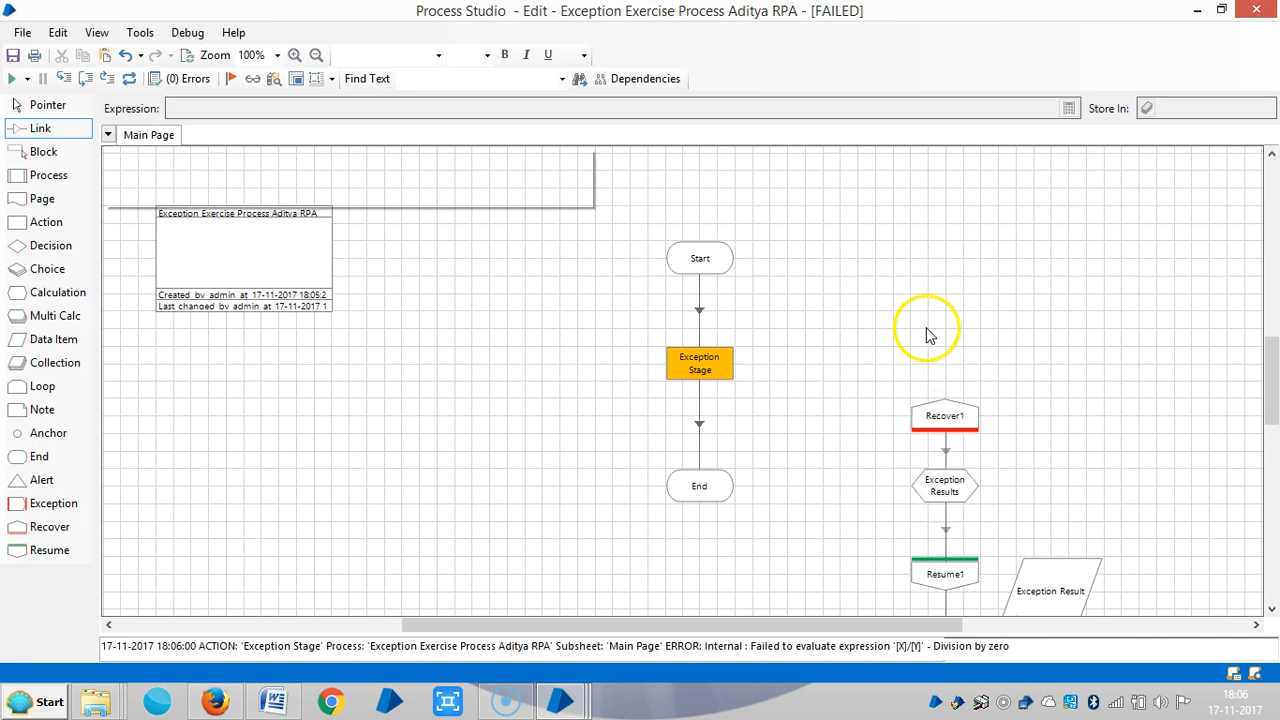 Process Studio - Edit - Exception Exercise Process Aditya RPA - [FAILED]
File Edit View Tools Debug Help
Zoom 100% B I U
(0) Errors Find Text Dependencies
Expression: Store In:
Pointer
Link
Block
Process
Page
Action
Decision
Choice
Calculation
Multi Calc
Data Item
Collection
Loop
Note
Anchor
End
Alert
Exception
Recover
Resume
Main Page
Exception Exercise Process Aditya RPA
Created by admin at 17-11-2017 18:05:2
Last changed by admin at 17-11-2017 1
Start
Exception
Stage
End
Recover1
Exception
Results
Resume1
Exception Result
17-11-2017 18:06:00 ACTION: 'Exception Stage' Process: 'Exception Exercise Process Aditya RPA' Subsheet: 'Main Page' ERROR: Internal : Failed to evaluate expression '[X]/[Y]' - Division by zero
Start
18:06
17-11-2017